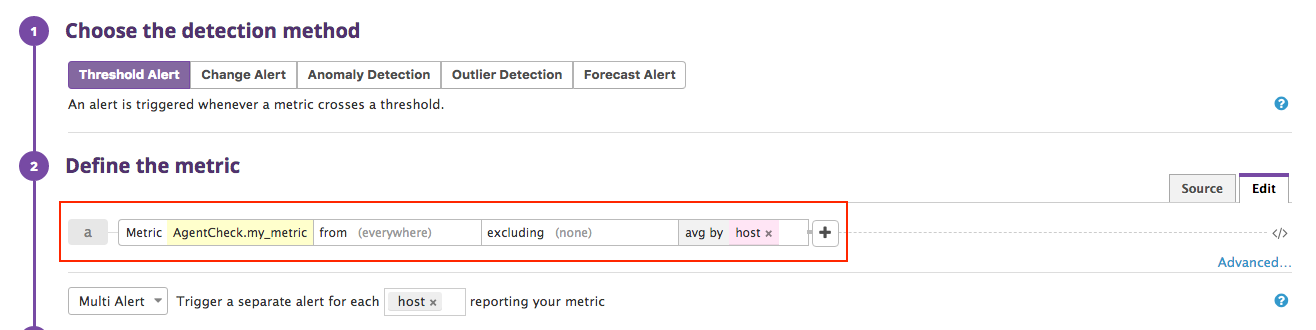 1 Choose the detection method
Threshold Alert Change Alert Anomaly Detection Outlier Detection Forecast Alert
An alert is triggered whenever a metric crosses a threshold. ?
2 Define the metric
Source Edit
a Metric AgentCheck.my_metric from (everywhere) excluding (none) avg by host × + </>
Advanced...
Multi Alert Trigger a separate alert for each host × reporting your metric ?